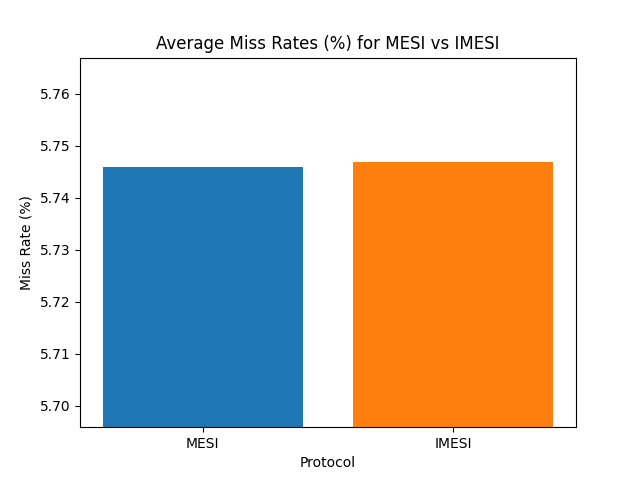 Average Miss Rates (%) for MESI vs IMESI
5.76
5.75
5.74
5.73
5.72
5.71
5.70
Miss Rate (%)
MESI
IMESI
Protocol